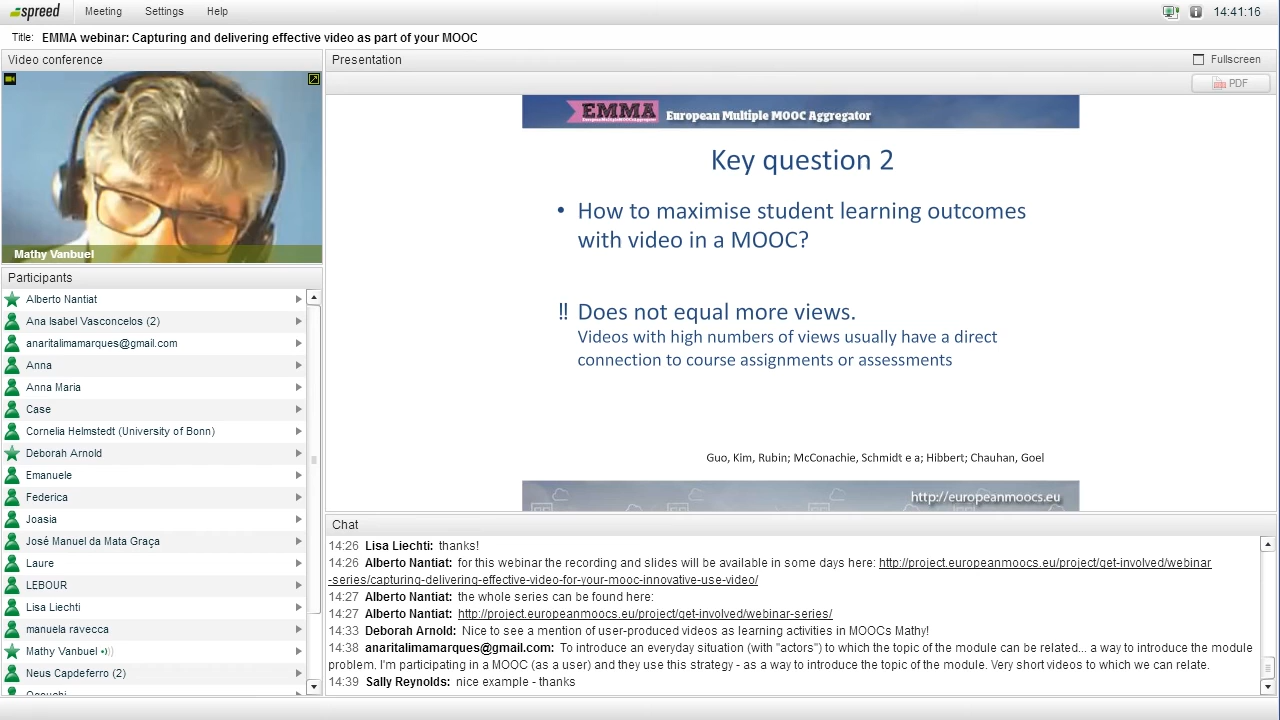 spreed Meeting Settings Help 14:41:16
Title: EMMA webinar: Capturing and delivering effective video as part of your MOOC
Video conference
Mathy Vanbuel
Participants
Alberto Nantiat
Ana Isabel Vasconcelos (2)
anaritalimamarques@gmail.com
Anna
Anna Maria
Case
Cornelia Helmstedt (University of Bonn)
Deborah Arnold
Emanuele
Federica
Joasia
José Manuel da Mata Graça
Laure
LEBOUR
Lisa Liechti
manuela ravecca
Mathy Vanbuel
Neus Capdeferro (2)
Presentation Fullscreen
PDF
EMMA European Multiple MOOC Aggregator
Key question 2
• How to maximise student learning outcomes
with video in a MOOC?
!! Does not equal more views.
Videos with high numbers of views usually have a direct
connection to course assignments or assessments
Guo, Kim, Rubin; McConachie, Schmidt e a; Hibbert; Chauhan, Goel
http://europeanmoocs.eu
Chat
14:26 Lisa Liechti: thanks!
14:26 Alberto Nantiat: for this webinar the recording and slides will be available in some days here: http://project.europeanmoocs.eu/project/get-involved/webinar
-series/capturing-delivering-effective-video-for-your-mooc-innovative-use-video/
14:27 Alberto Nantiat: the whole series can be found here:
14:27 Alberto Nantiat: http://project.europeanmoocs.eu/project/get-involved/webinar-series/
14:33 Deborah Arnold: Nice to see a mention of user-produced videos as learning activities in MOOCs Mathy!
14:38 anaritalimamarques@gmail.com: To introduce an everyday situation (with "actors") to which the topic of the module can be related... a way to introduce the module
problem. I'm participating in a MOOC (as a user) and they use this strategy - as a way to introduce the topic of the module. Very short videos to which we can relate.
14:39 Sally Reynolds: nice example - thanks